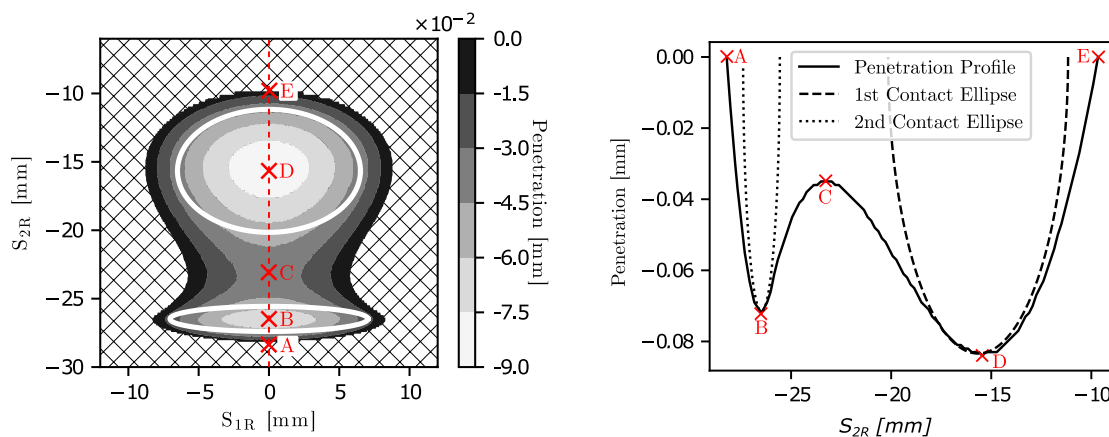 ×10⁻²
−10
−15
−20
−25
−30
S2R [mm]
−10
−5
0
5
10
S1R [mm]
E
D
C
B
A
0.0
-1.5
-3.0
-4.5
-6.0
-7.5
-9.0
Penetration [mm]
0.00
−0.02
−0.04
−0.06
−0.08
Penetration [mm]
A
E
Penetration Profile
1st Contact Ellipse
2nd Contact Ellipse
C
B
D
−25
−20
−15
−10
S2R [mm]